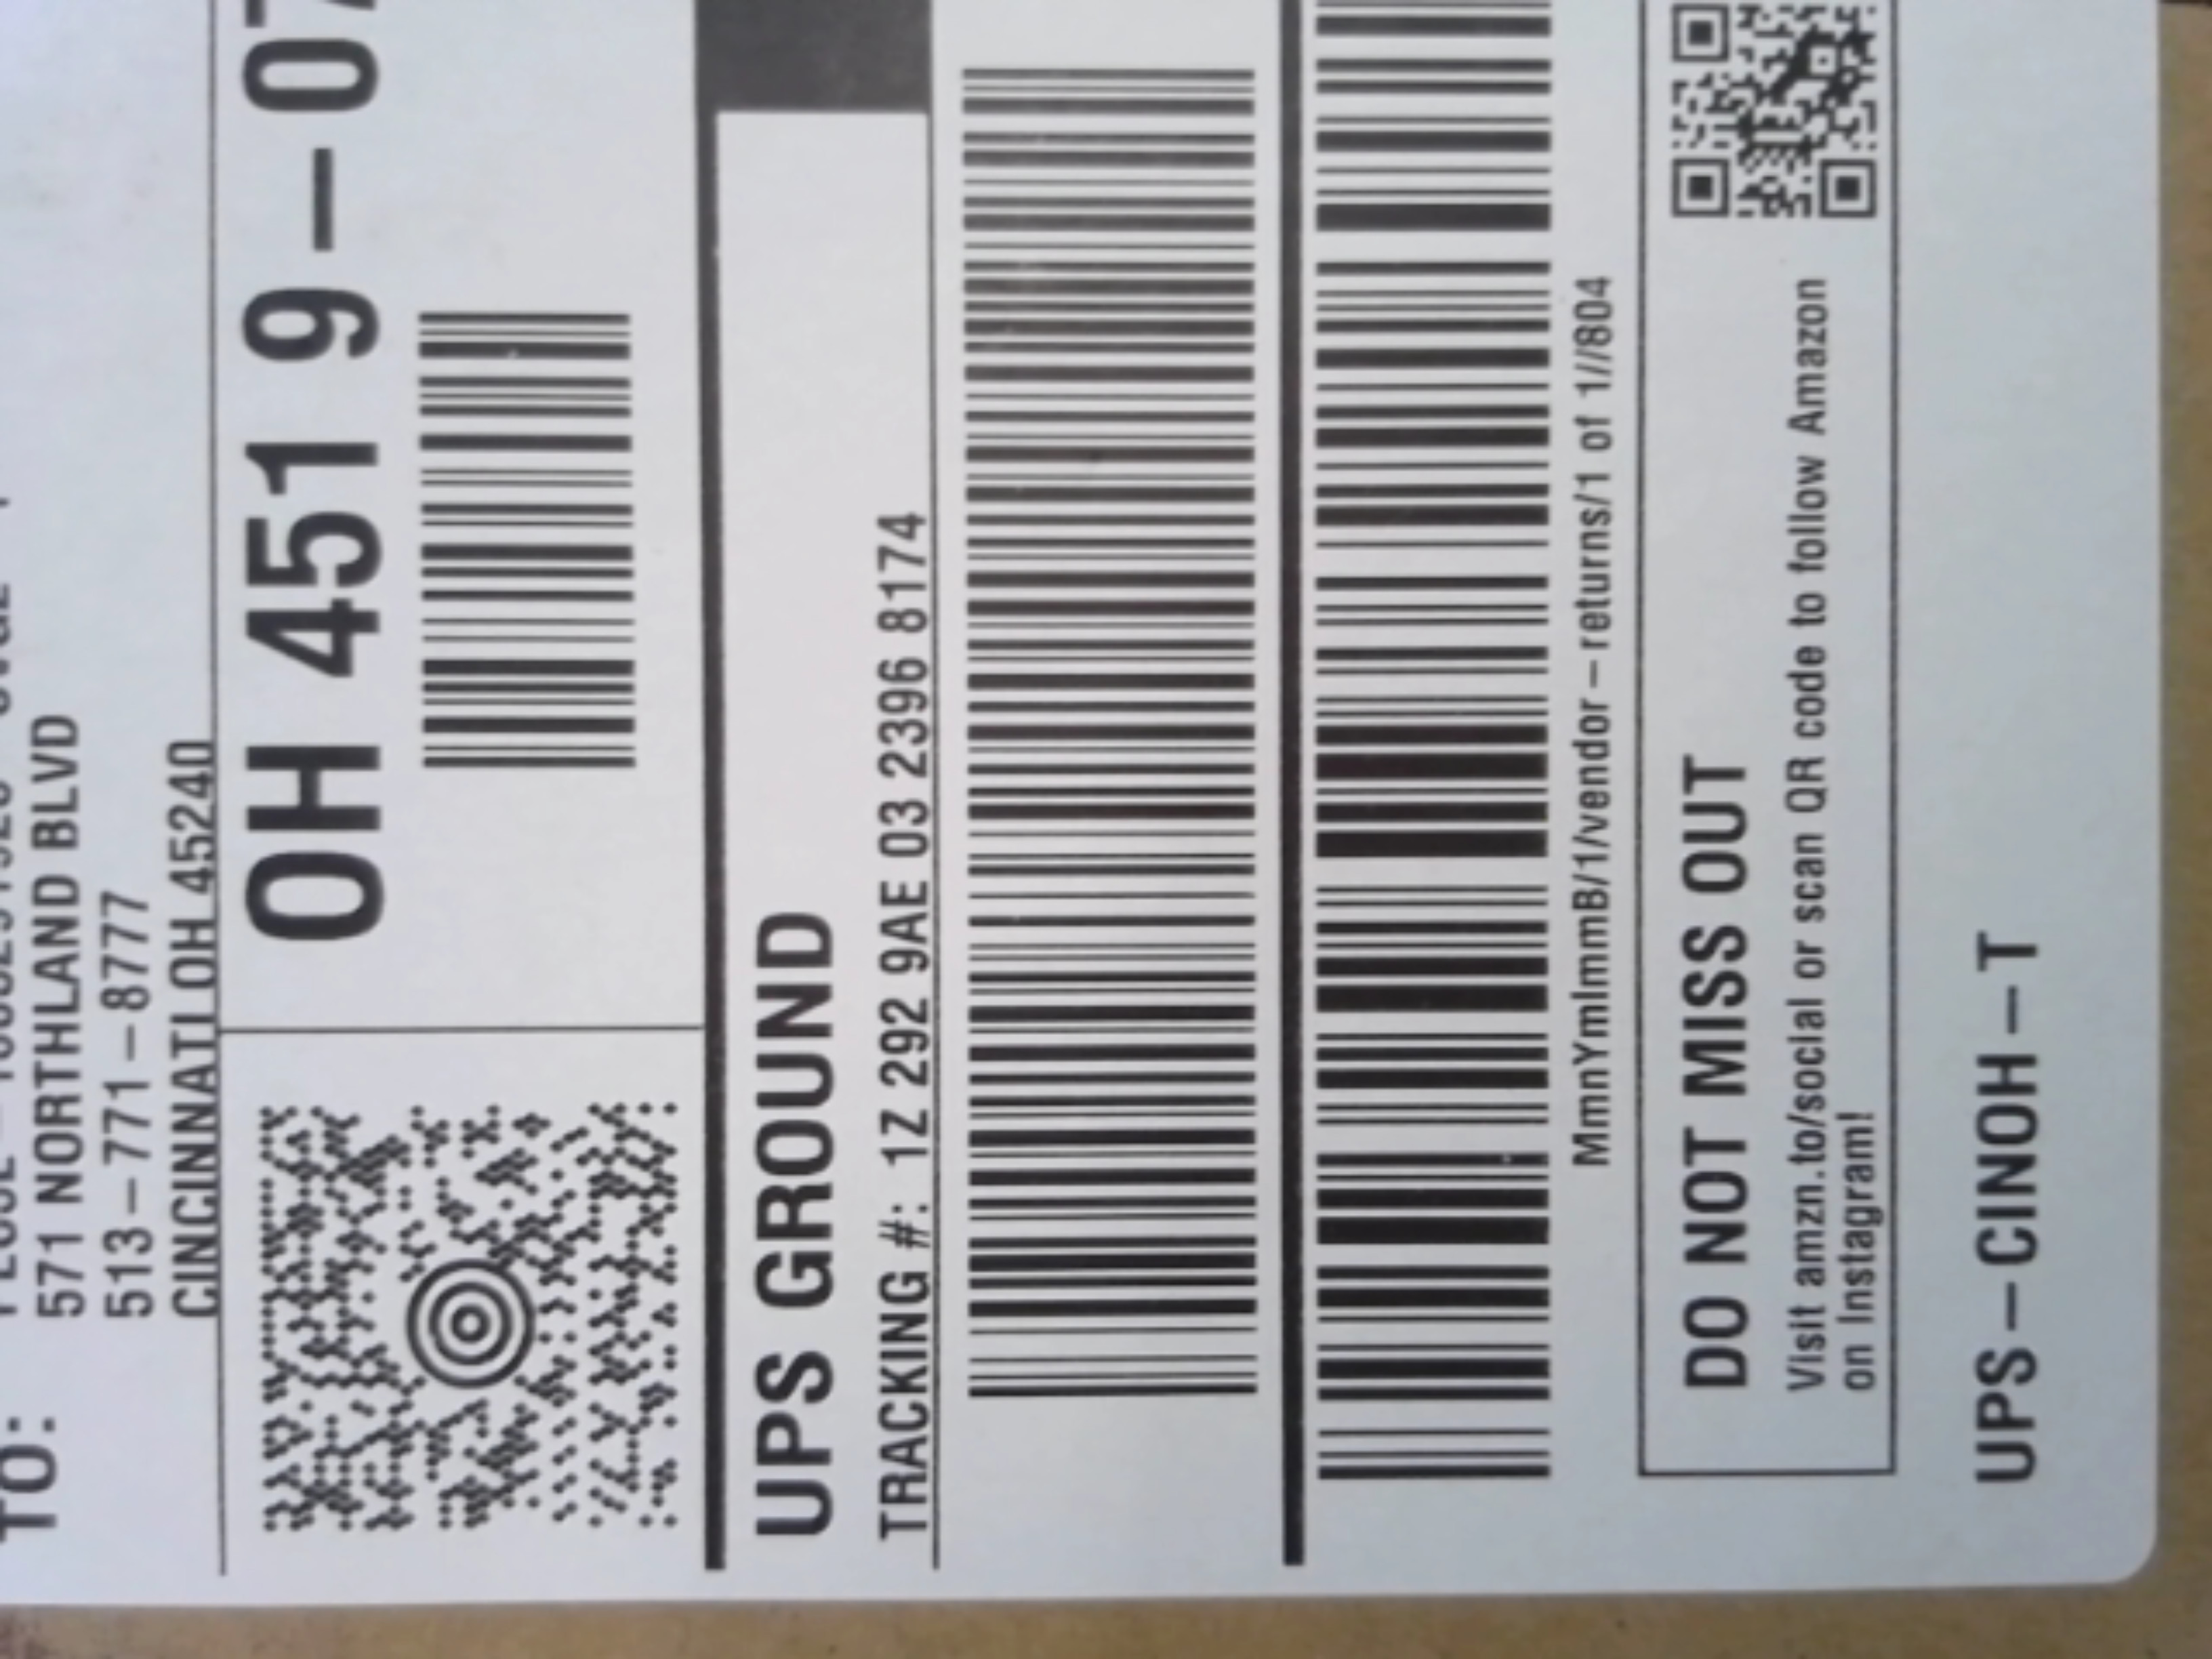 TO:
571 NORTHLAND BLVD
513-771-8777
CINCINNATI OH 45240
OH 451 9-07
UPS GROUND
TRACKING #: 1Z 292 9AE 03 2396 8174
MmnYmlmmB/1/vendor-returns/1 of 1//804
DO NOT MISS OUT
Visit amzn.to/social or scan QR code to follow Amazon
on Instagram!
UPS-CINOH-T